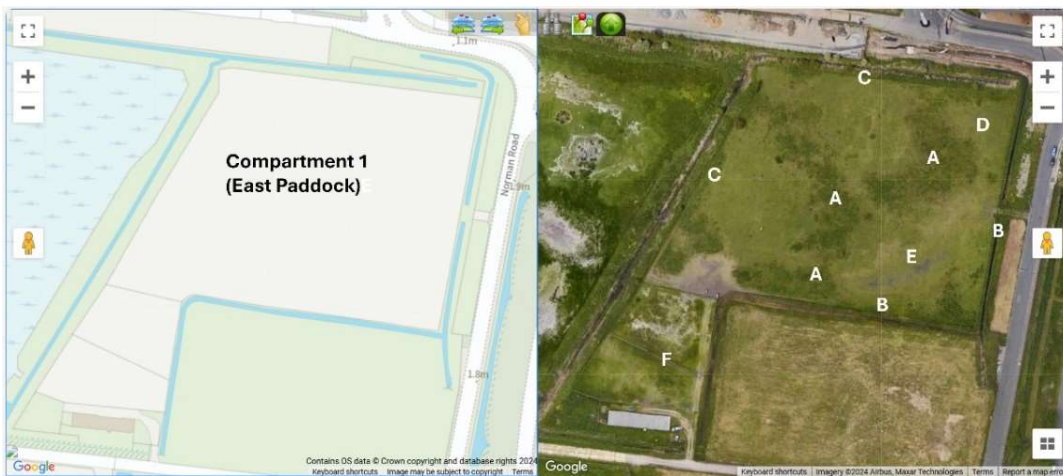 1.1m
Compartment 1
(East Paddock)
Norman Road
1.8m
Contains OS data © Crown copyright and database rights 2024
Google
Keyboard shortcuts
Image may be subject to copyright
Terms
C
D
A
C
A
B
E
A
B
F
Google
Keyboard shortcuts
Imagery ©2024 Airbus, Maxar Technologies
Terms
Report a map